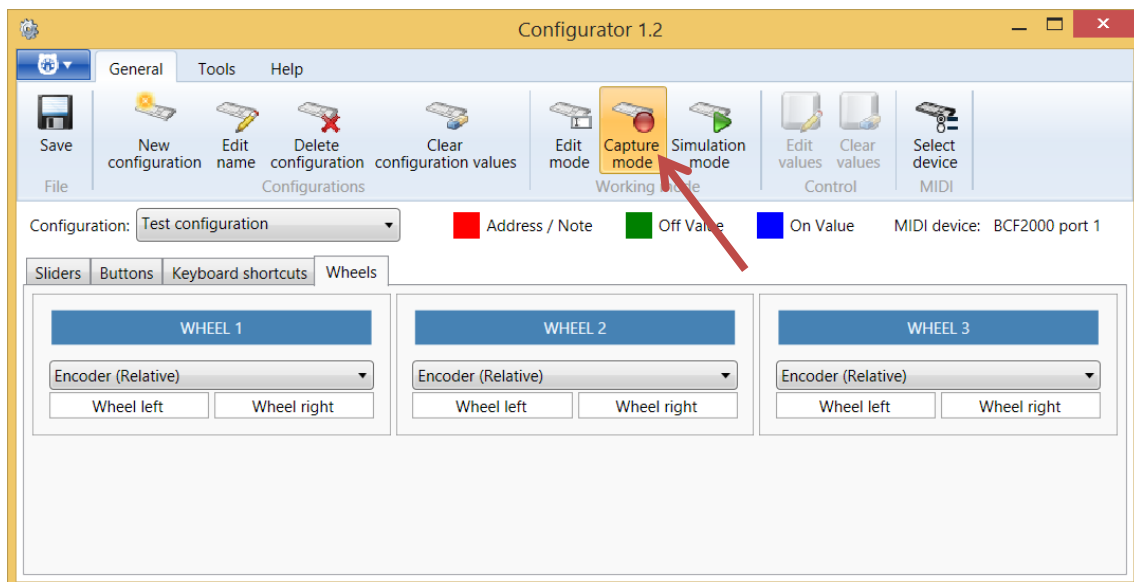 Configurator 1.2
General Tools Help
Save New configuration Edit name Delete configuration Clear configuration values Edit mode Capture mode Simulation mode Edit values Clear values Select device
File Configurations Working mode Control MIDI
Configuration: Test configuration Address / Note Off Value On Value MIDI device: BCF2000 port 1
Sliders Buttons Keyboard shortcuts Wheels
WHEEL 1 WHEEL 2 WHEEL 3
Encoder (Relative) Encoder (Relative) Encoder (Relative)
Wheel left Wheel right Wheel left Wheel right Wheel left Wheel right